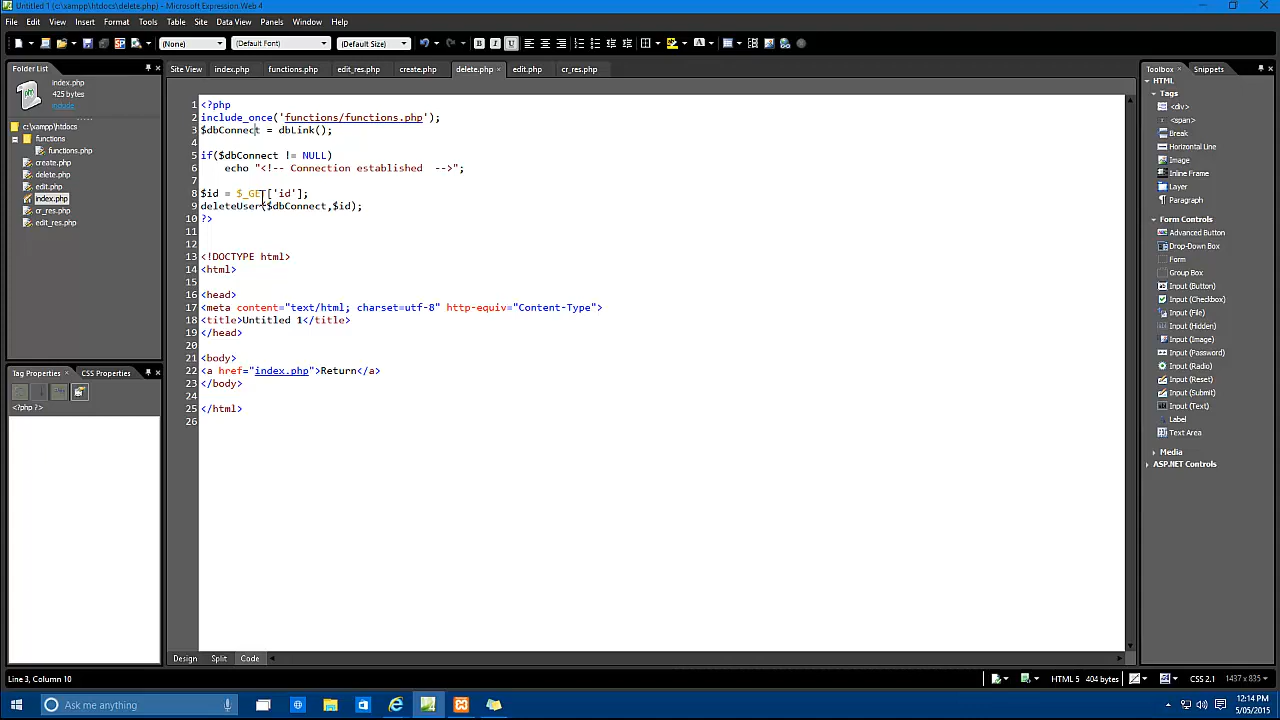 Untitled 1 (c:\xampp\htdocs\delete.php) - Microsoft Expression Web 4
File Edit View Insert Format Tools Table Site Data View Panels Window Help
(None) (Default Font) (Default Size)
Folder List
index.php
425 bytes
include
c:\xampp\htdocs
functions
functions.php
create.php
delete.php
edit.php
index.php
cr_res.php
edit_res.php
Tag Properties CSS Properties
<?php ?>
Site View index.php functions.php edit_res.php create.php delete.php edit.php cr_res.php
1 <?php
2 include_once('functions/functions.php');
3 $dbConnect = dbLink();
4
5 if($dbConnect != NULL)
6 echo "<!-- Connection established -->";
7
8 $id = $_GET['id'];
9 deleteUser($dbConnect,$id);
10 ?>
11
12
13 <!DOCTYPE html>
14 <html>
15
16 <head>
17 <meta content="text/html; charset=utf-8" http-equiv="Content-Type">
18 <title>Untitled 1</title>
19 </head>
20
21 <body>
22 <a href="index.php">Return</a>
23 </body>
24
25 </html>
26
Design Split Code
Toolbox Snippets
HTML
Tags
<div>
<span>
Break
Horizontal Line
Image
Inline Frame
Layer
Paragraph
Form Controls
Advanced Button
Drop-Down Box
Form
Group Box
Input (Button)
Input (Checkbox)
Input (File)
Input (Hidden)
Input (Image)
Input (Password)
Input (Radio)
Input (Reset)
Input (Submit)
Input (Text)
Label
Text Area
Media
ASP.NET Controls
Line 3, Column 10
HTML 5 404 bytes CSS 2.1 1437 x 835
Ask me anything
12:14 PM
5/05/2015